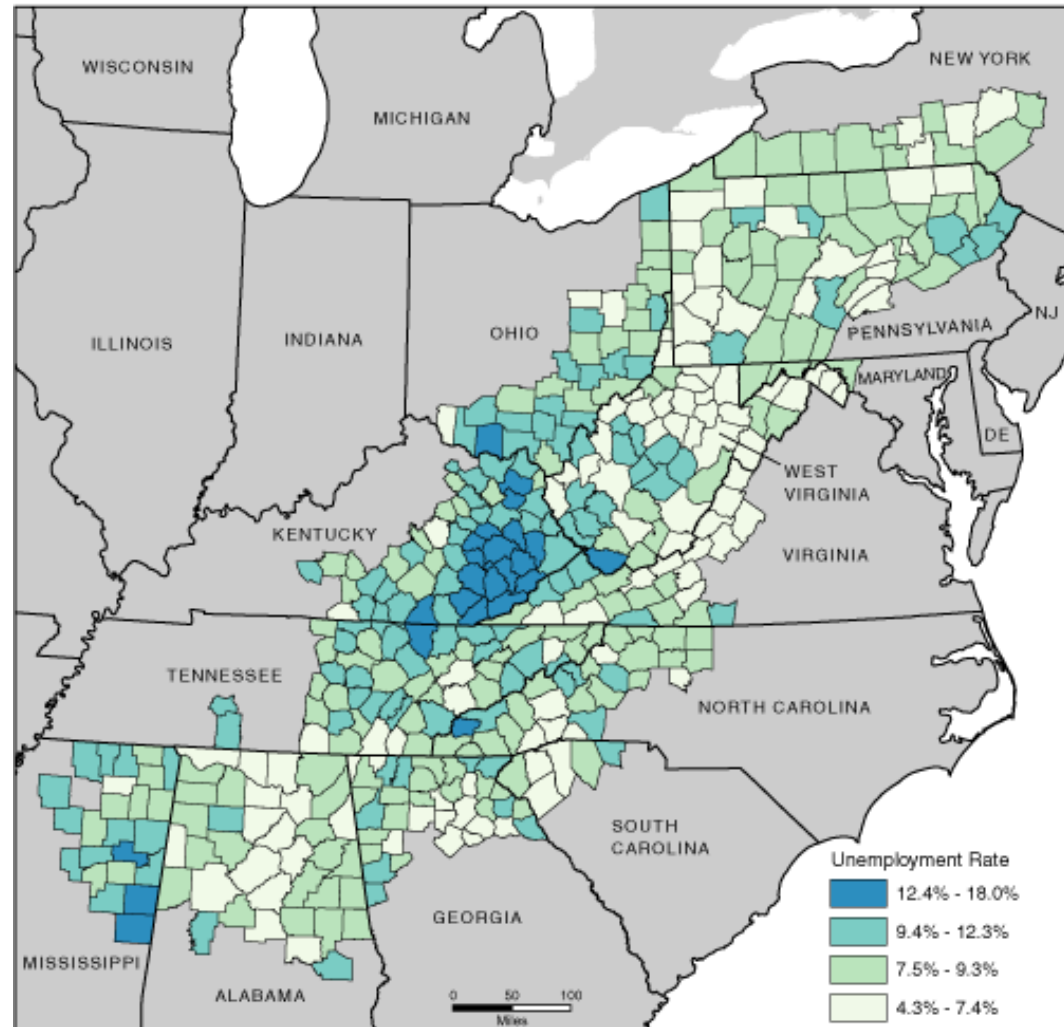 WISCONSIN
MICHIGAN
NEW YORK
ILLINOIS
INDIANA
OHIO
PENNSYLVANIA
NJ
MARYLAND
DE
WEST
VIRGINIA
KENTUCKY
VIRGINIA
TENNESSEE
NORTH CAROLINA
SOUTH
CAROLINA
GEORGIA
MISSISSIPPI
ALABAMA
0 50 100
Miles
Unemployment Rate
12.4% - 18.0%
9.4% - 12.3%
7.5% - 9.3%
4.3% - 7.4%